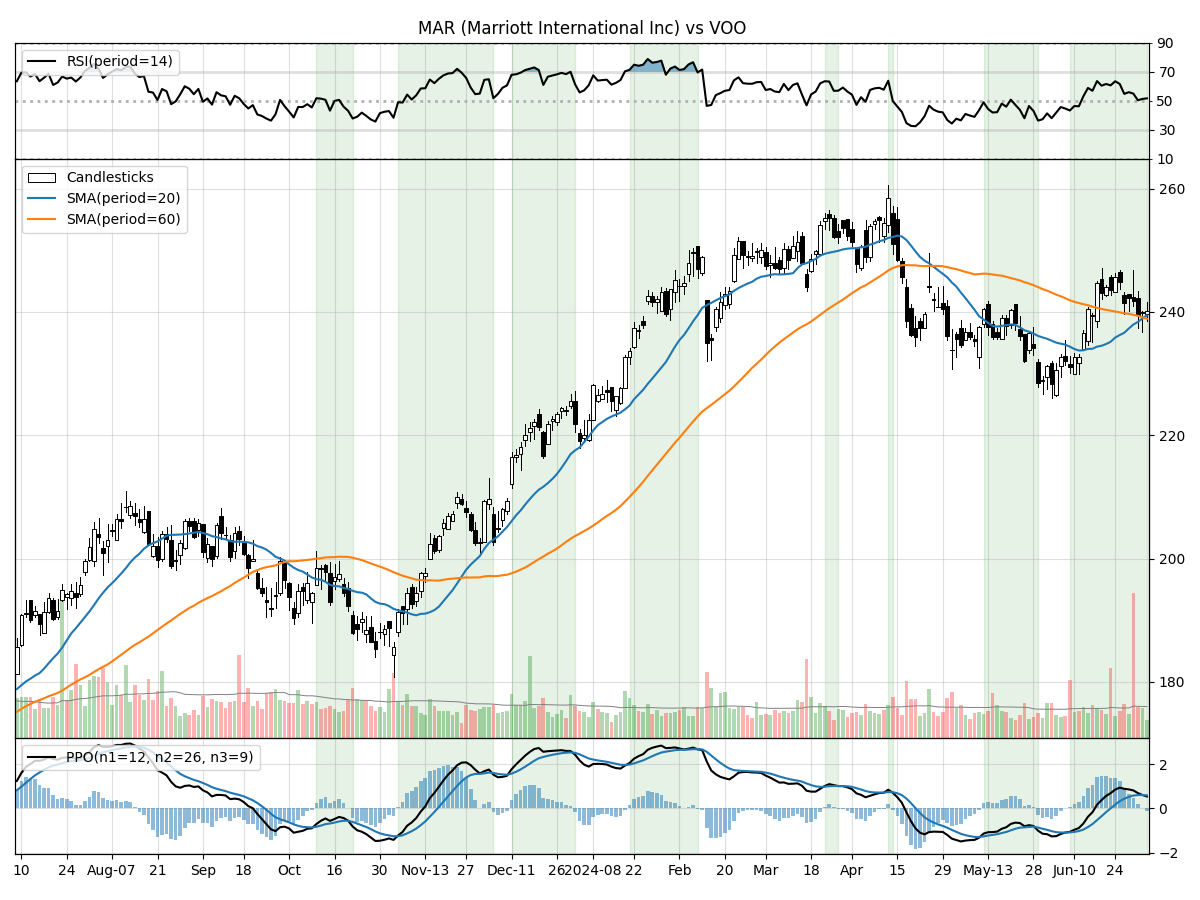 MAR (Marriott International Inc) vs VOO
RSI(period=14)
90
70
50
30
10
Candlesticks
SMA(period=20)
SMA(period=60)
260
240
220
200
180
PPO(n1=12, n2=26, n3=9)
2
0
−2
10 24 Aug-07 21 Sep 18 Oct 16 30 Nov-13 27 Dec-11 26 2024-08 22 Feb 20 Mar 18 Apr 15 29 May-13 28 Jun-10 24